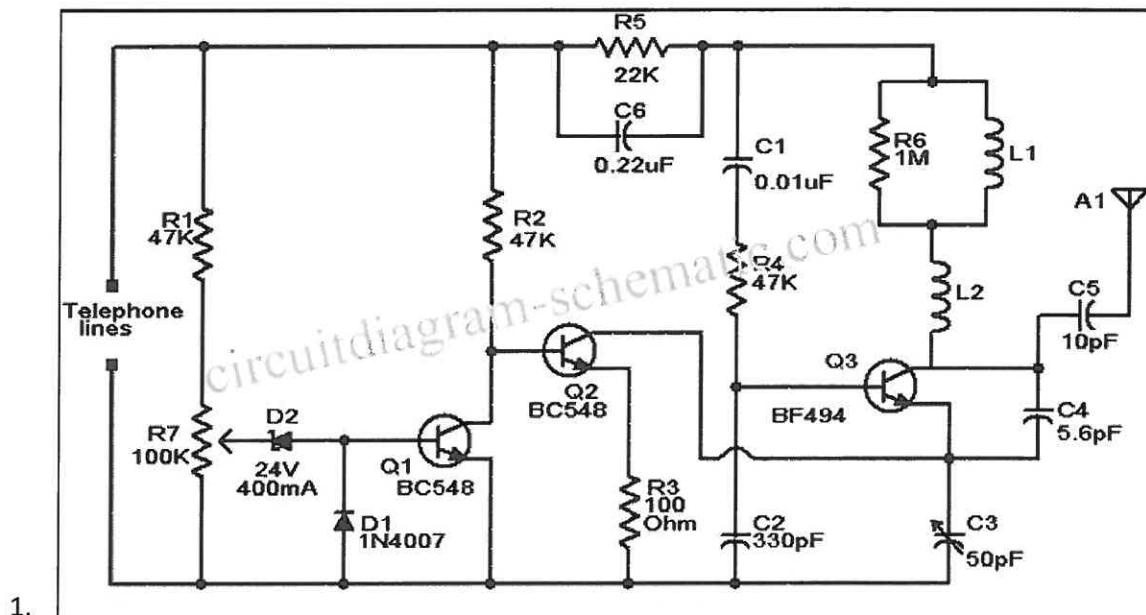 R5
22K
C6
0.22uF
C1
0.01uF
R6
1M
L1
A1
R1
47K
R2
47K
R4
47K
L2
C5
10pF
Telephone
lines
circuitdiagram-schematic.com
Q2
BC548
Q3
BF494
C4
5.6pF
R7
100K
D2
24V
400mA
Q1
BC548
D1
1N4007
R3
100
Ohm
C2
330pF
C3
50pF
1.